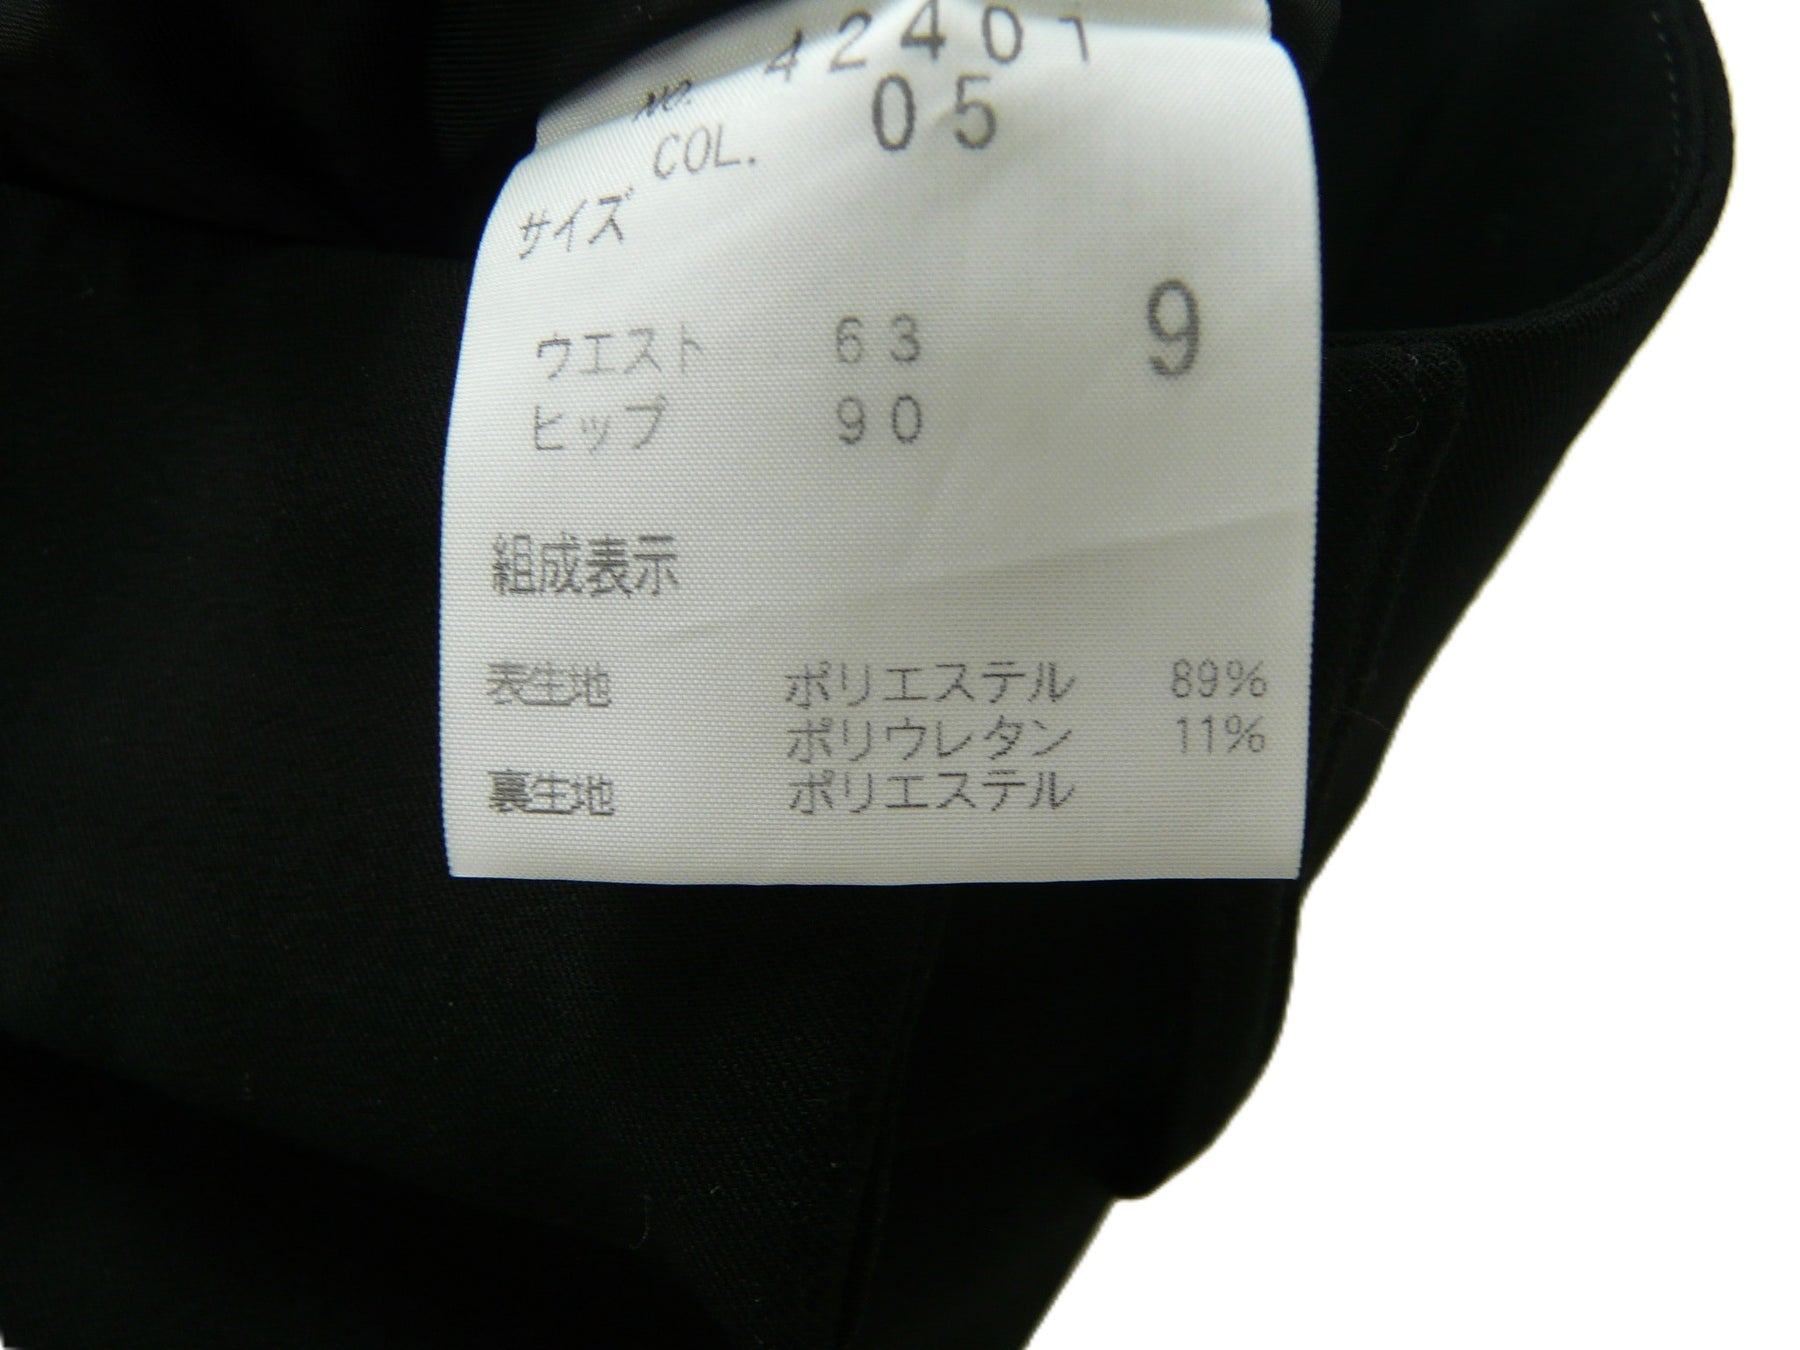 NO. 42401
COL. 05
サイズ
ウエスト 63 9
ヒップ 90
組成表示
表生地 ポリエステル 89%
ポリウレタン 11%
裏生地 ポリエステル